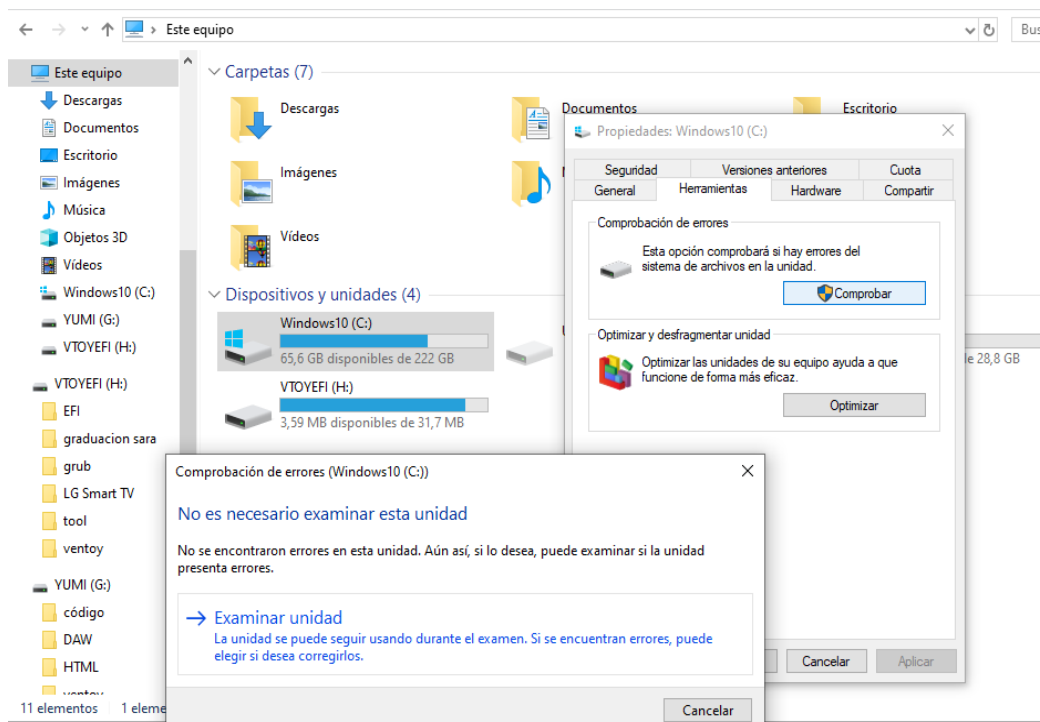 Este equipo
Bus
Este equipo
Descargas
Documentos
Escritorio
Imágenes
Música
Objetos 3D
Vídeos
Windows10 (C:)
YUMI (G:)
VTOYEFI (H:)
VTOYEFI (H:)
EFI
graduacion sara
grub
LG Smart TV
tool
ventoy
YUMI (G:)
código
DAW
HTML
ventoy
11 elementos 1 eleme
Carpetas (7)
Descargas
Documentos
Escritorio
Imágenes
Vídeos
Dispositivos y unidades (4)
Windows10 (C:)
65,6 GB disponibles de 222 GB
VTOYEFI (H:)
3,59 MB disponibles de 31,7 MB
le 28,8 GB
Propiedades: Windows10 (C:)
Seguridad Versiones anteriores Cuota
General Herramientas Hardware Compartir
Comprobación de errores
Esta opción comprobará si hay errores del
sistema de archivos en la unidad.
Comprobar
Optimizar y desfragmentar unidad
Optimizar las unidades de su equipo ayuda a que
funcione de forma más eficaz.
Optimizar
Cancelar Aplicar
Comprobación de errores (Windows10 (C:))
No es necesario examinar esta unidad
No se encontraron errores en esta unidad. Aún así, si lo desea, puede examinar si la unidad
presenta errores.
Examinar unidad
La unidad se puede seguir usando durante el examen. Si se encuentran errores, puede
elegir si desea corregirlos.
Cancelar